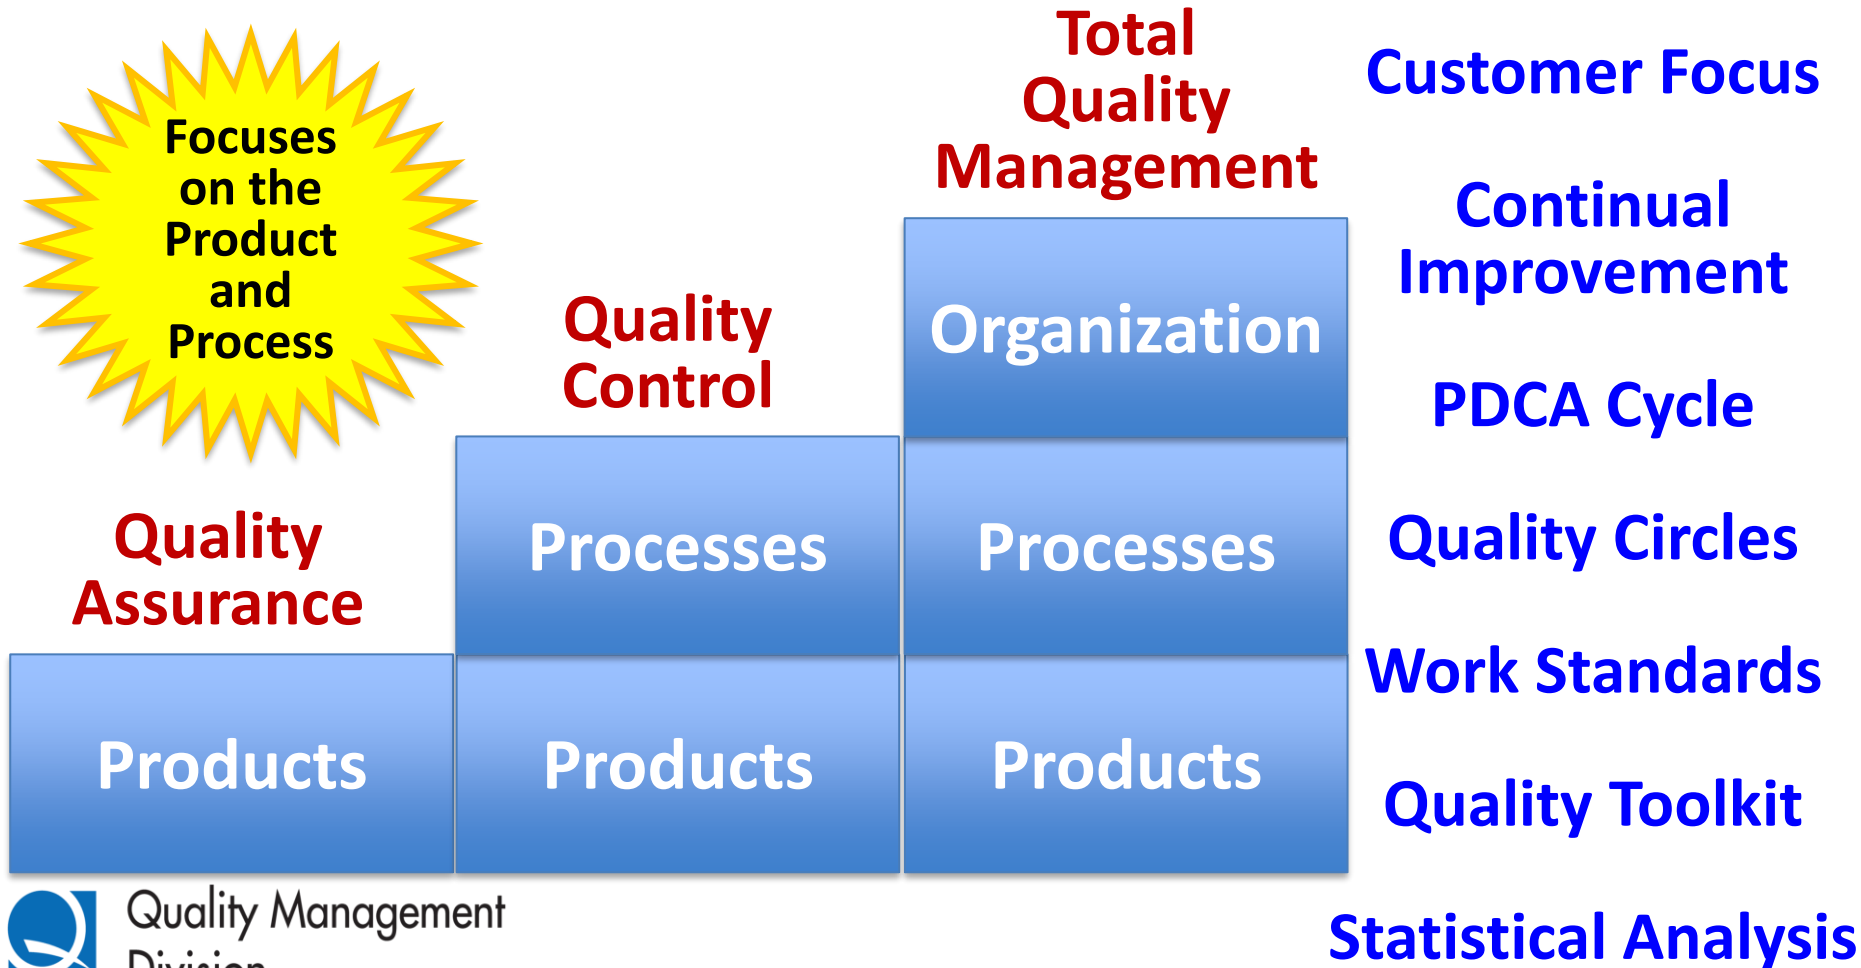 Focuses
on the
Product
and
Process
Quality
Assurance
Products
Quality
Control
Processes
Products
Total
Quality
Management
Organization
Processes
Products
Customer Focus
Continual
Improvement
PDCA Cycle
Quality Circles
Work Standards
Quality Toolkit
Statistical Analysis
Quality Management
Division